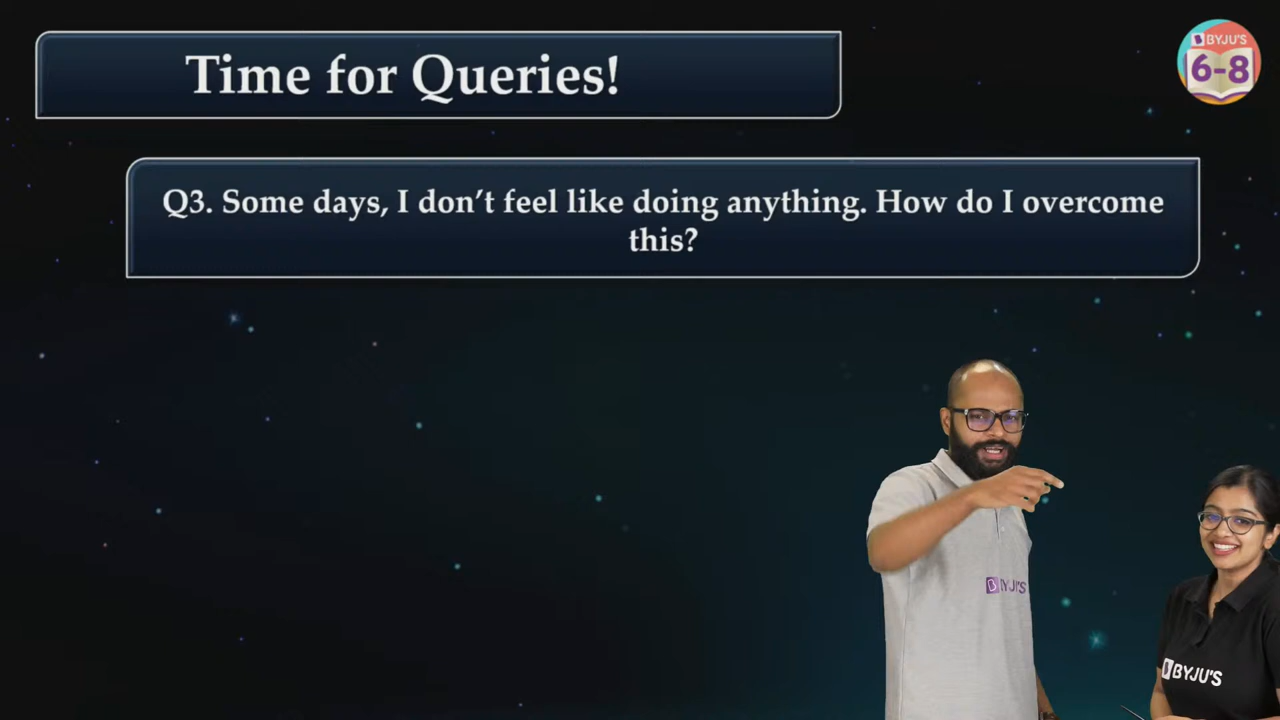 Time for Queries!
BYJU'S
6-8
Q3. Some days, I don't feel like doing anything. How do I overcome
this?
BYJU'S
BYJU'S